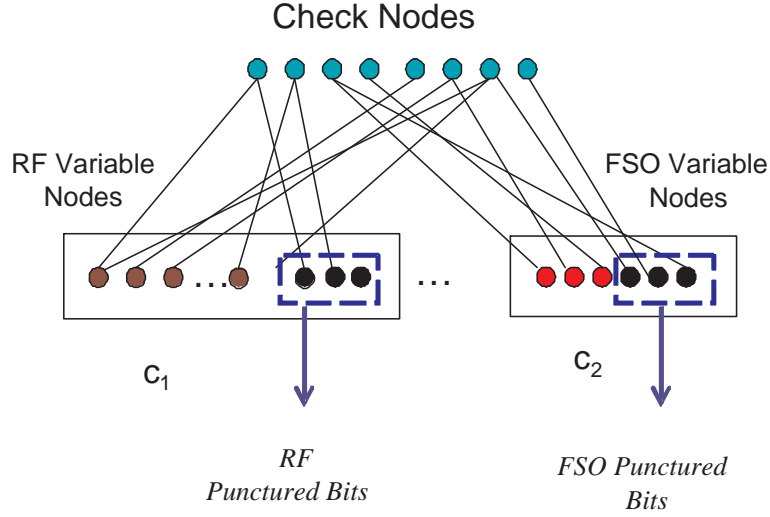 Check Nodes
RF Variable
Nodes
FSO Variable
Nodes
...
...
c1
c2
RF
Punctured Bits
FSO Punctured
Bits